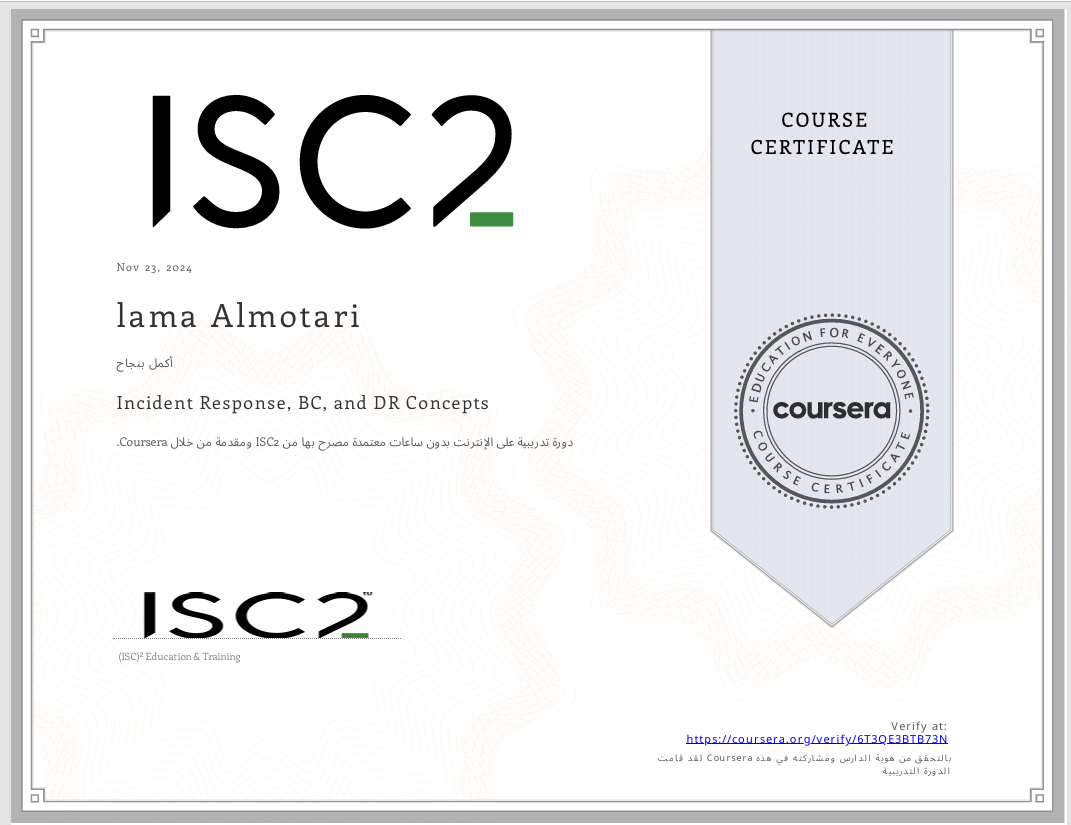 ISC2
COURSE
CERTIFICATE
Nov 23, 2024
lama Almotari
أكمل بنجاح
Incident Response, BC, and DR Concepts
دورة تدريبية على الإنترنت بدون ساعات معتمدة مصرح بها من ISC2 ومقدمة من خلال Coursera.
EDUCATION FOR EVERYONE
coursera
COURSE CERTIFICATE
ISC2™
(ISC)² Education & Training
Verify at:
https://coursera.org/verify/6T3QE3BTB73N
بالتحقق من هوية الدارس ومشاركته في هذه Coursera لقد قامت
الدورة التدريبية